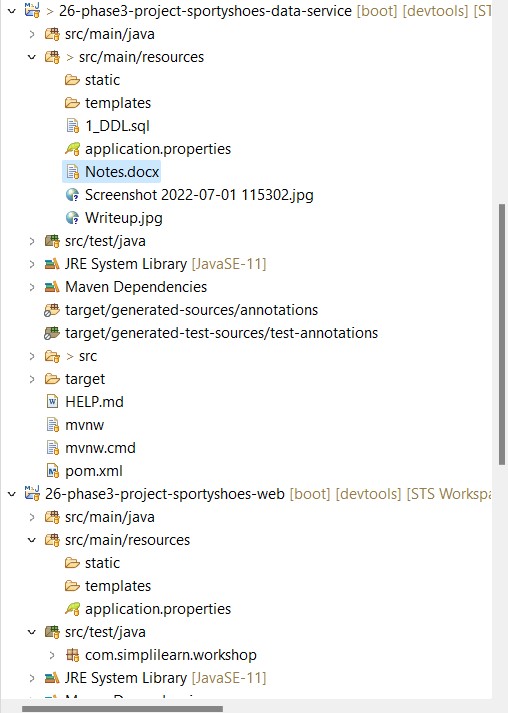 > 26-phase3-project-sportyshoes-data-service [boot] [devtools] [ST
src/main/java
> src/main/resources
static
templates
1_DDL.sql
application.properties
Notes.docx
Screenshot 2022-07-01 115302.jpg
Writeup.jpg
src/test/java
JRE System Library [JavaSE-11]
Maven Dependencies
target/generated-sources/annotations
target/generated-test-sources/test-annotations
> src
target
HELP.md
mvnw
mvnw.cmd
pom.xml
26-phase3-project-sportyshoes-web [boot] [devtools] [STS Workspa
src/main/java
src/main/resources
static
templates
application.properties
src/test/java
com.simplilearn.workshop
JRE System Library [JavaSE-11]